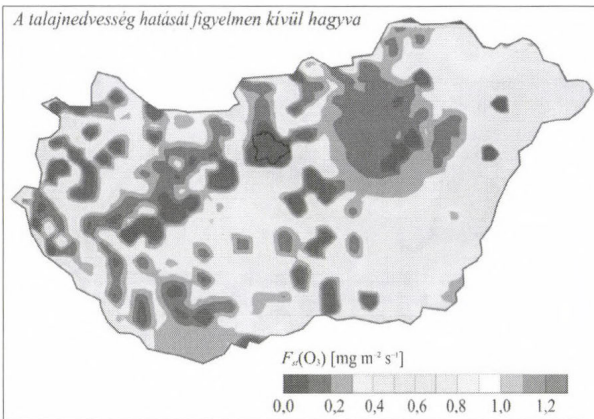 A talajnedvesség hatását figyelmen kívül hagyva
Fst(O₃) [mg m⁻² s⁻¹]
0,0 0,2 0,4 0,6 0,8 1,0 1,2